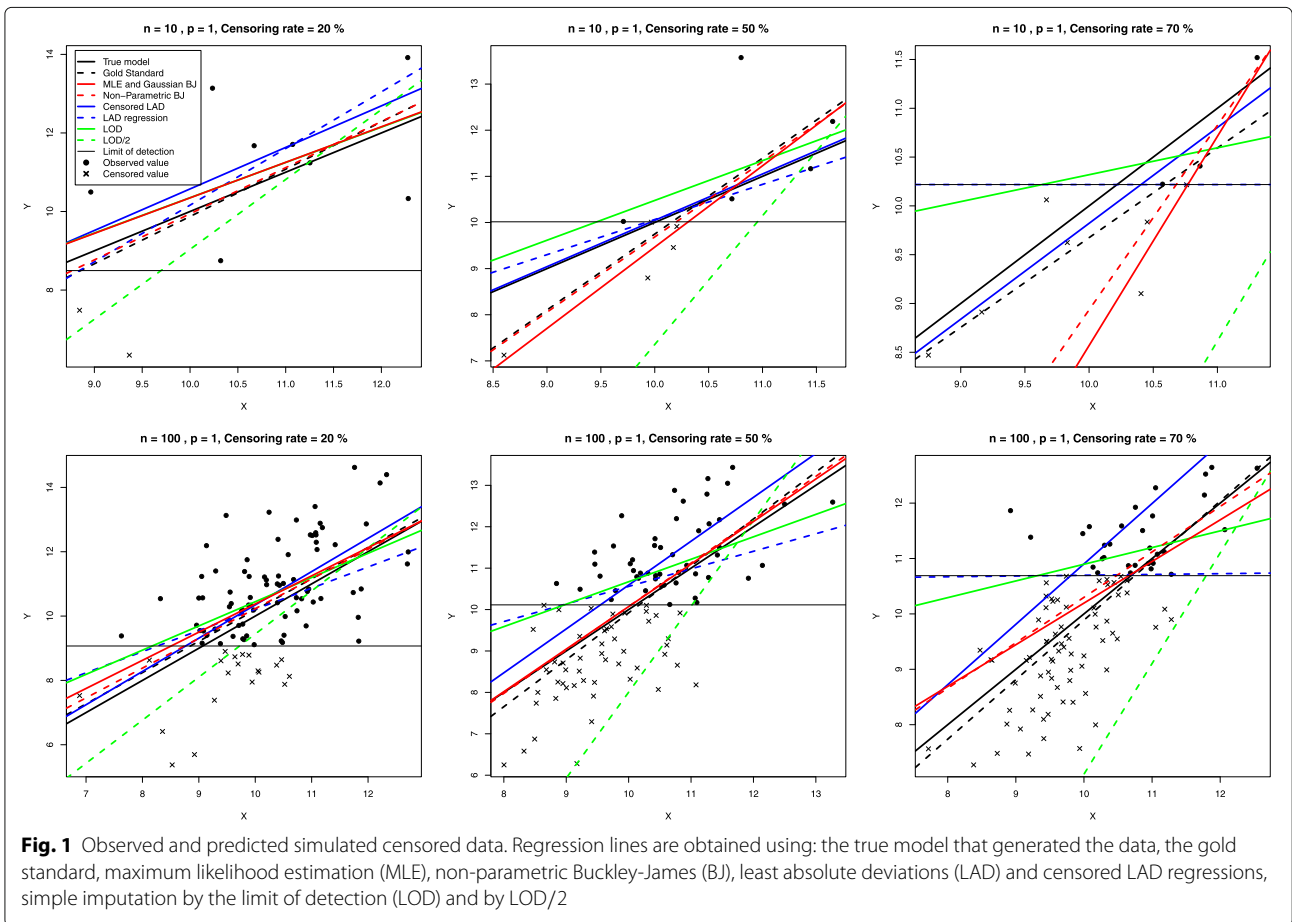 n = 10 , p = 1, Censoring rate = 20 %
n = 10 , p = 1, Censoring rate = 50 %
n = 10 , p = 1, Censoring rate = 70 %
True model
Gold Standard
MLE and Gaussian BJ
Non−Parametric BJ
Censored LAD
LAD regression
LOD
LOD/2
Limit of detection
Observed value
Censored value
Y
8 10 12 14
9.0 9.5 10.0 10.5 11.0 11.5 12.0
X
Y
7 8 9 10 11 12 13
8.5 9.0 9.5 10.0 10.5 11.0 11.5
X
Y
8.5 9.0 9.5 10.0 10.5 11.0 11.5
9.0 9.5 10.0 10.5 11.0
X
n = 100 , p = 1, Censoring rate = 20 %
n = 100 , p = 1, Censoring rate = 50 %
n = 100 , p = 1, Censoring rate = 70 %
Y
6 8 10 12 14
7 8 9 10 11 12
X
Y
6 7 8 9 10 11 12 13
8 9 10 11 12 13
X
Y
8 9 10 11 12
8 9 10 11 12
X
Fig. 1 Observed and predicted simulated censored data. Regression lines are obtained using: the true model that generated the data, the gold
standard, maximum likelihood estimation (MLE), non-parametric Buckley-James (BJ), least absolute deviations (LAD) and censored LAD regressions,
simple imputation by the limit of detection (LOD) and by LOD/2